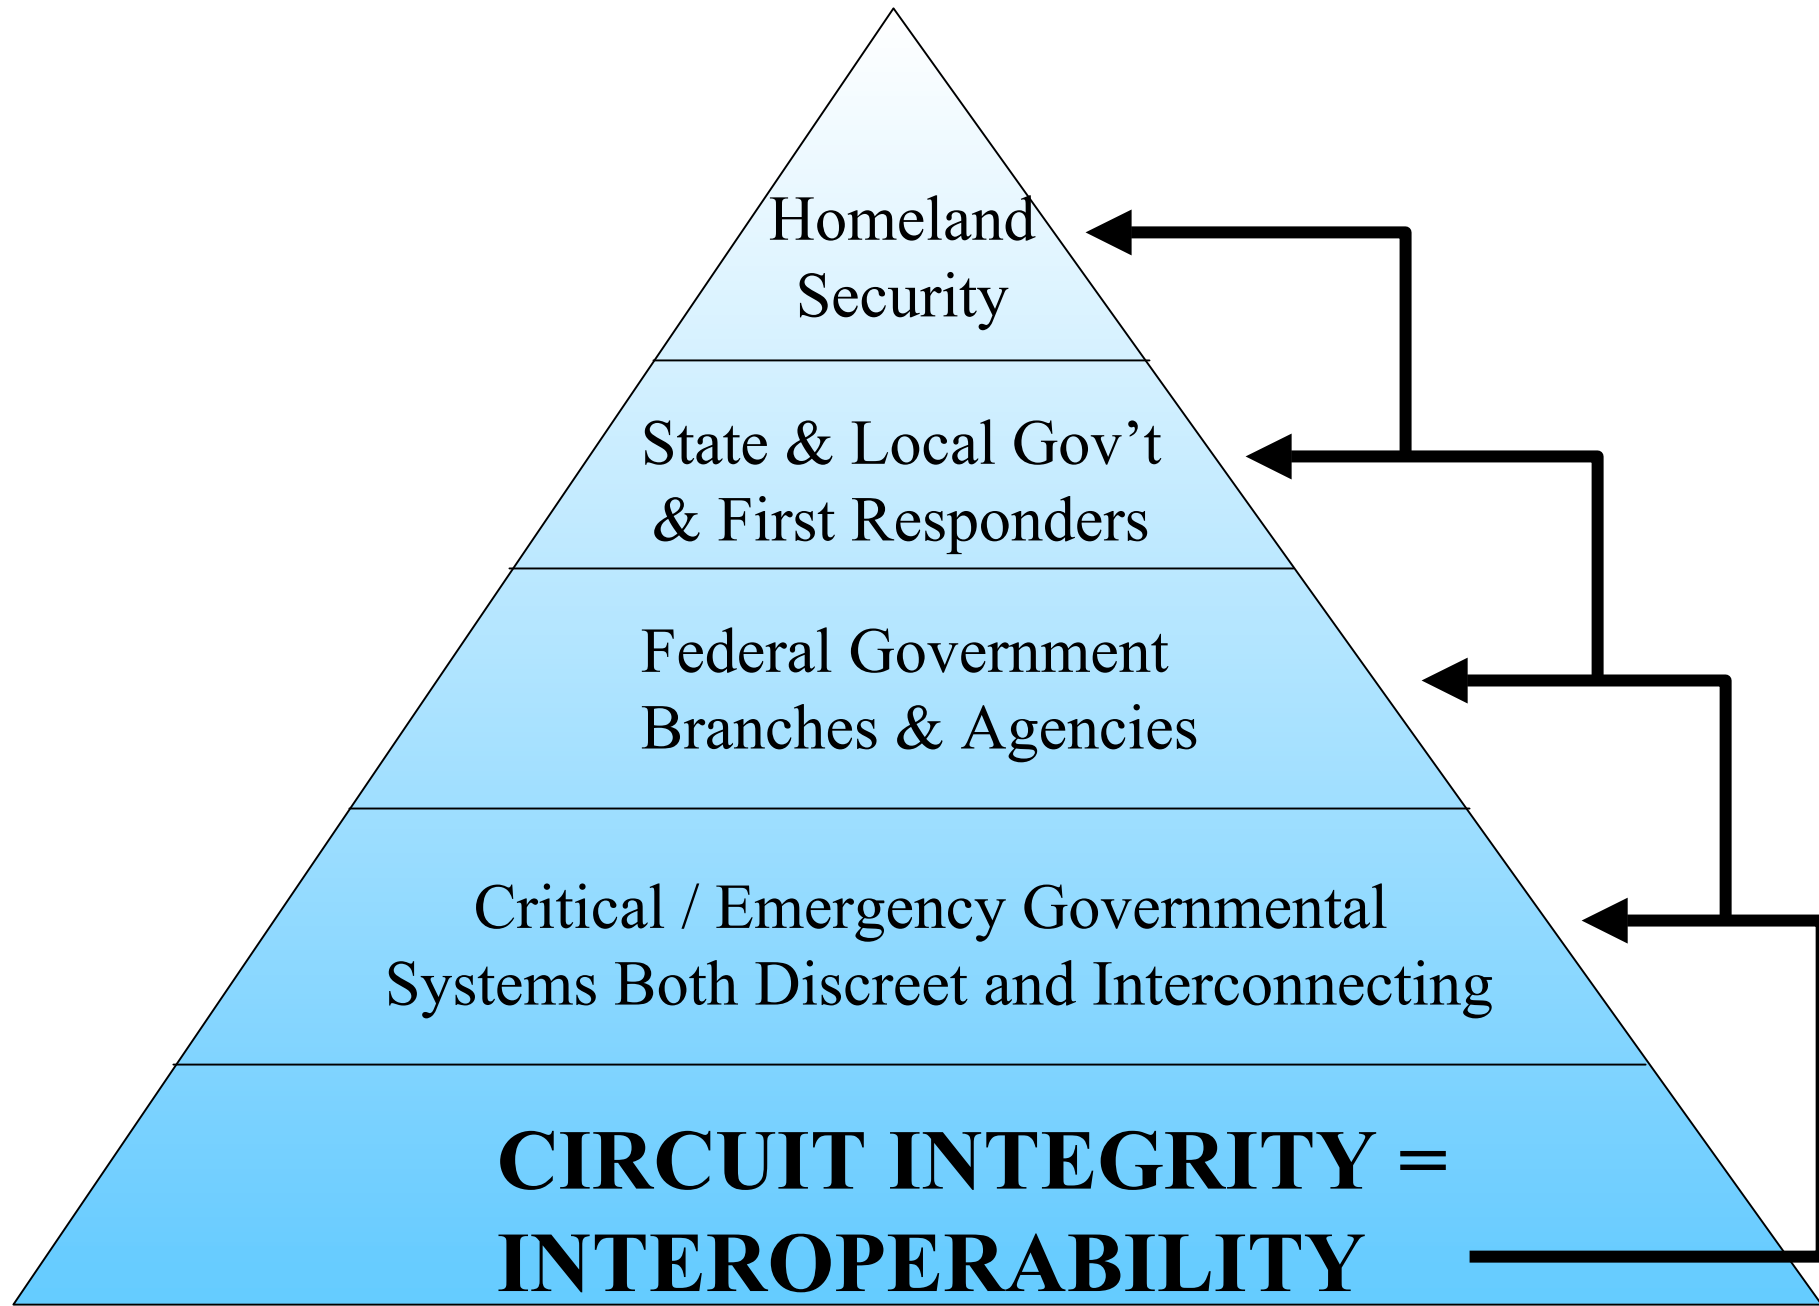 Homeland
Security
State & Local Gov’t
& First Responders
Federal Government
Branches & Agencies
Critical / Emergency Governmental
Systems Both Discreet and Interconnecting
CIRCUIT INTEGRITY =
INTEROPERABILITY